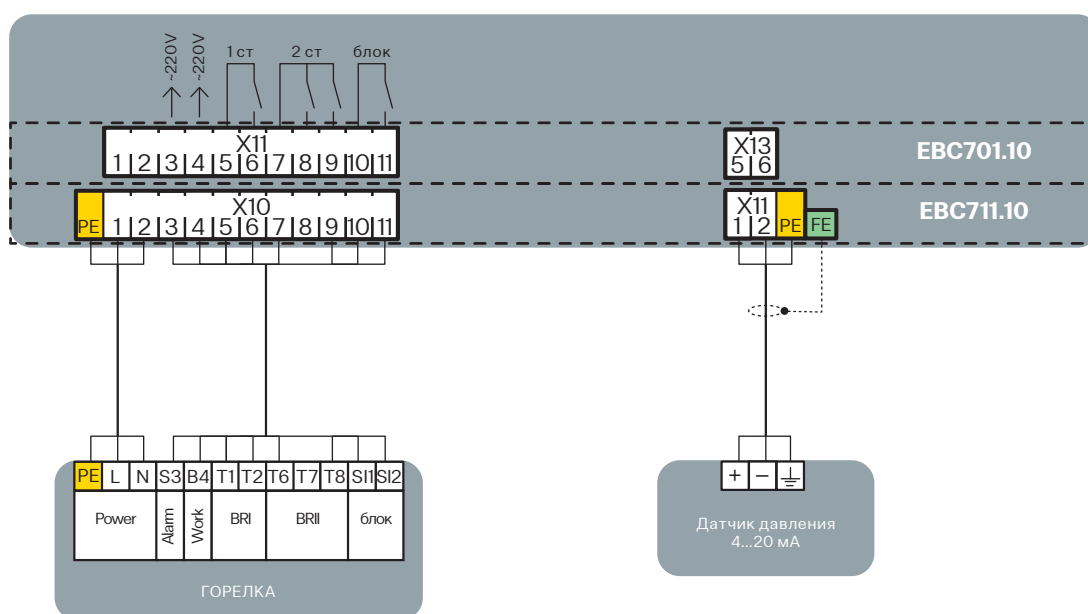 ~220V ~220V 1 ст 2 ст блок
X11
1 2 3 4 5 6 7 8 9 10 11
X13
5 6
EBC701.10
X10
PE 1 2 3 4 5 6 7 8 9 10 11
X11
1 2 PE FE
EBC711.10
PE L N S3 B4 T1 T2 T6 T7 T8 SI1 SI2
Power Alarm Work BRI BRII блок
ГОРЕЛКА
+ −
Датчик давления
4...20 мА